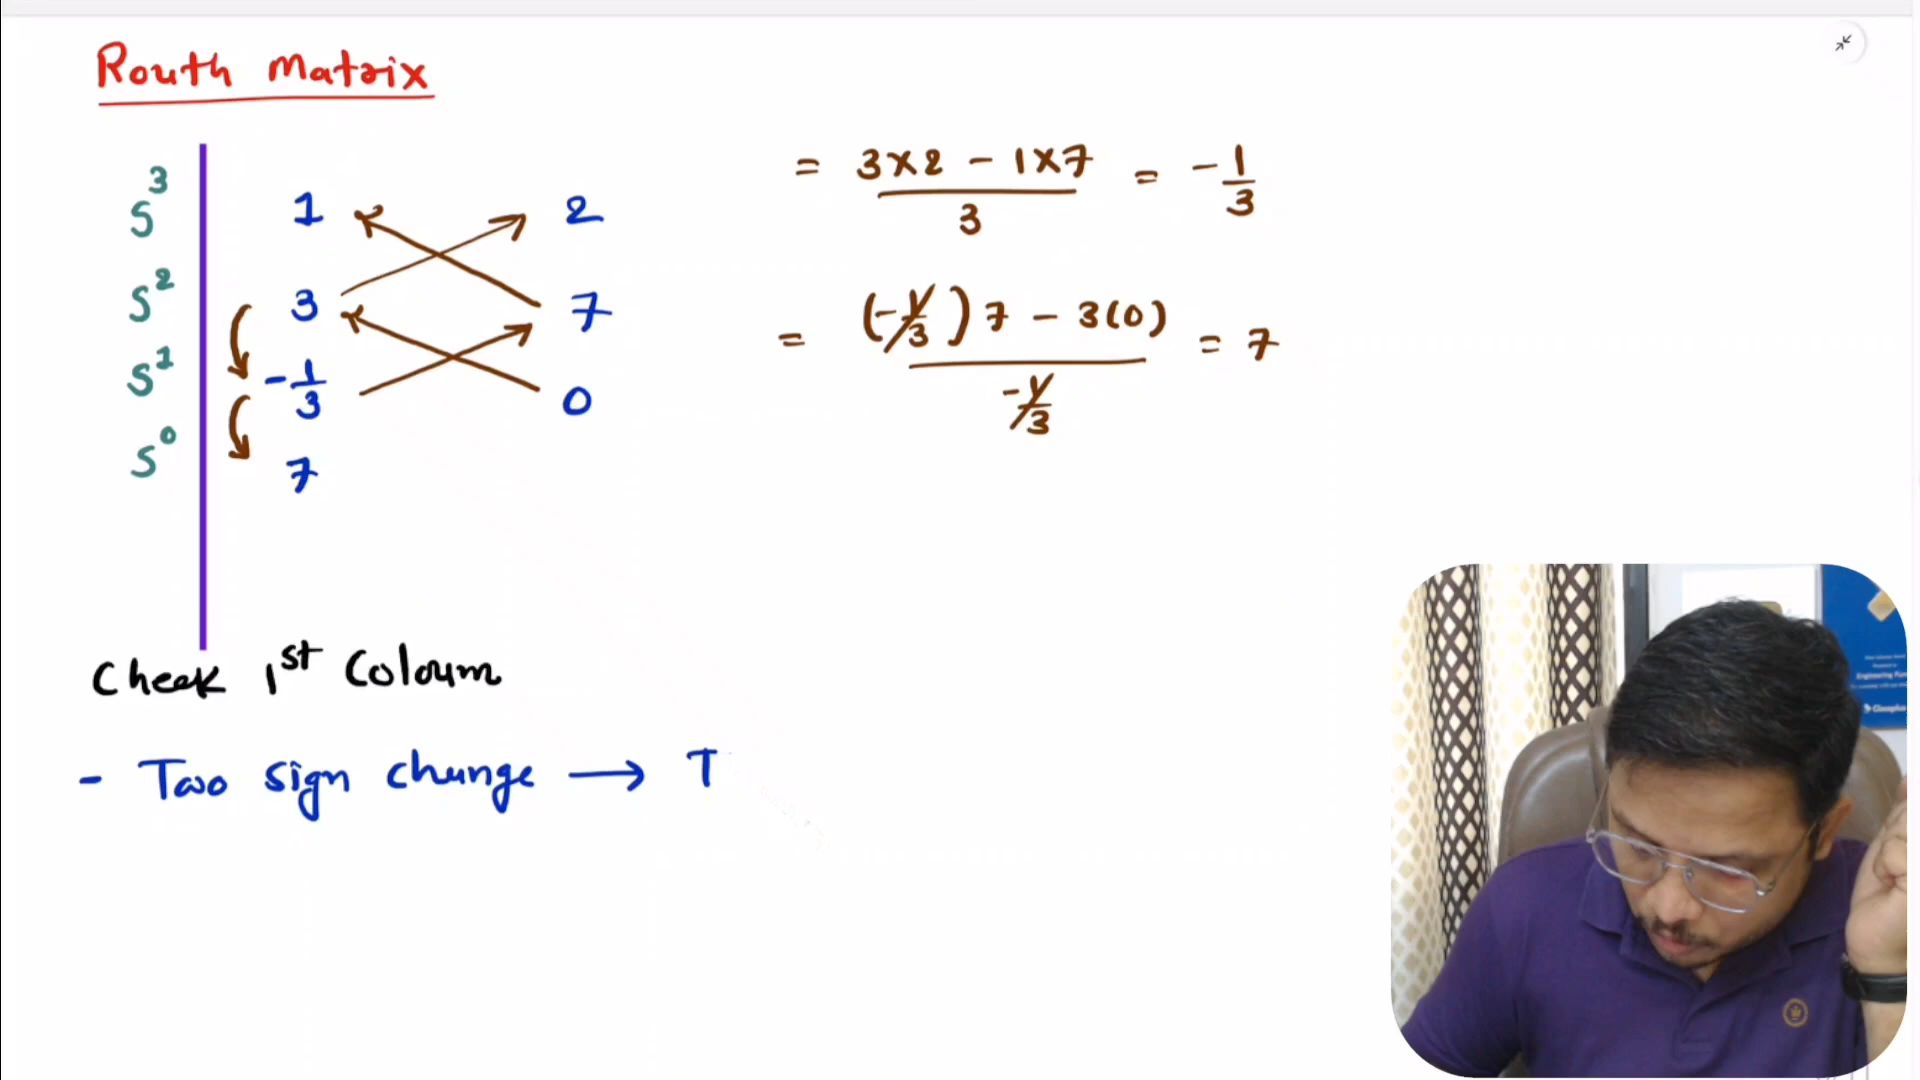 Routh Matrix
S³ 1 2
S² 3 7
S¹ -1/3 0
S⁰ 7
= 3×2 - 1×7 / 3 = -1/3
= (-1/3) 7 - 3(0) / -1/3 = 7
Cheek 1st Coloum
- Two sign change → T